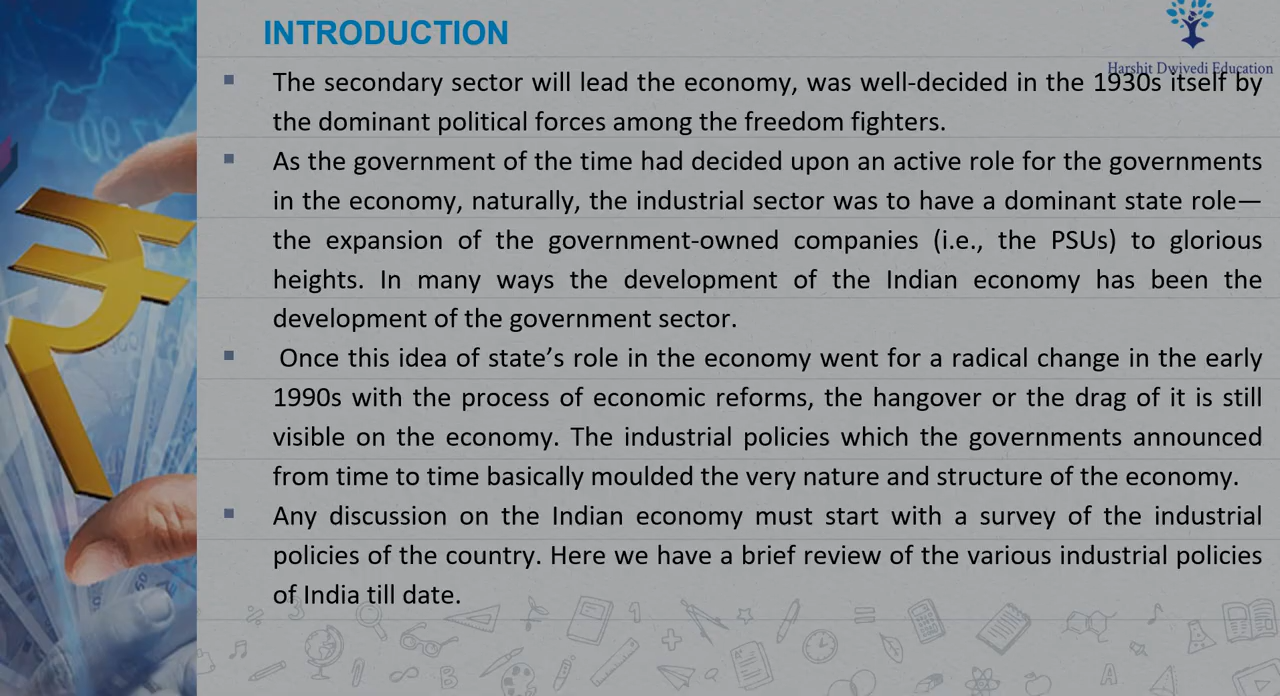 INTRODUCTION
Harshit Dwivedi Education
The secondary sector will lead the economy, was well-decided in the 1930s itself by
the dominant political forces among the freedom fighters.
As the government of the time had decided upon an active role for the governments
in the economy, naturally, the industrial sector was to have a dominant state role—
the expansion of the government-owned companies (i.e., the PSUs) to glorious
heights. In many ways the development of the Indian economy has been the
development of the government sector.
Once this idea of state’s role in the economy went for a radical change in the early
1990s with the process of economic reforms, the hangover or the drag of it is still
visible on the economy. The industrial policies which the governments announced
from time to time basically moulded the very nature and structure of the economy.
Any discussion on the Indian economy must start with a survey of the industrial
policies of the country. Here we have a brief review of the various industrial policies
of India till date.